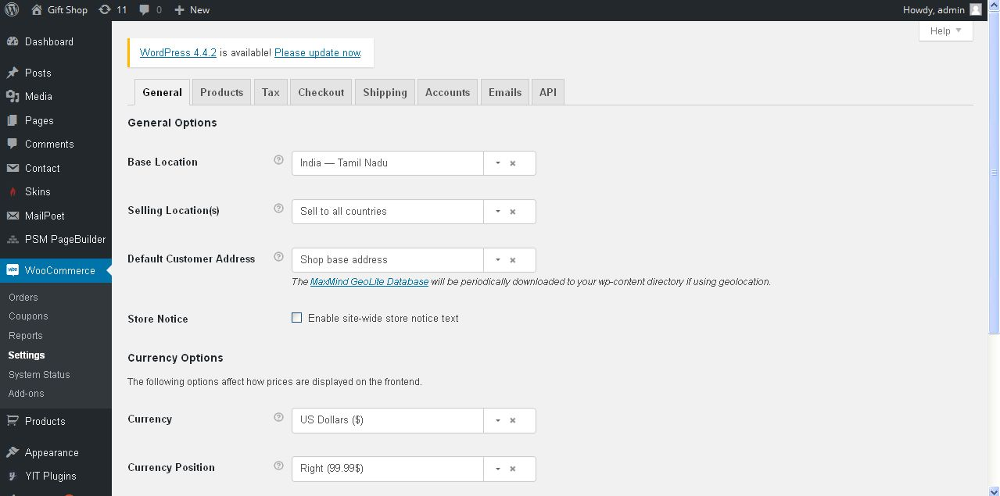 Gift Shop 11 0 + New Howdy, admin
Help
Dashboard
Posts
Media
Pages
Comments
Contact
Skins
MailPoet
PSM PageBuilder
WooCommerce
Orders
Coupons
Reports
Settings
System Status
Add-ons
Products
Appearance
YIT Plugins
WordPress 4.4.2 is available! Please update now.
General Products Tax Checkout Shipping Accounts Emails API
General Options
Base Location India — Tamil Nadu
Selling Location(s) Sell to all countries
Default Customer Address Shop base address
The MaxMind GeoLite Database will be periodically downloaded to your wp-content directory if using geolocation.
Store Notice Enable site-wide store notice text
Currency Options
The following options affect how prices are displayed on the frontend.
Currency US Dollars ($)
Currency Position Right (99.99$)